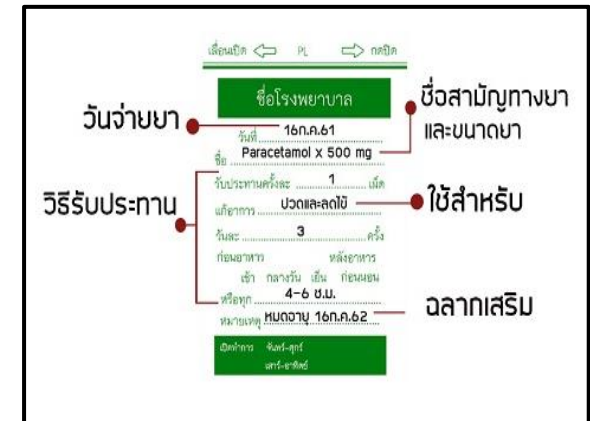 เลื่อนเปิด PL กดปิด
ชื่อโรงพยาบาล
วันจ่ายยา
วันที่ 16ก.ค.61
ชื่อสามัญทางยา
และขนาดยา
ชื่อ Paracetamol x 500 mg
รับประทานครั้งละ 1 เม็ด
วิธีรับประทาน
แก้อาการ ปวดและลดไข้
ใช้สำหรับ
วันละ 3 ครั้ง
ก่อนอาหาร หลังอาหาร
เช้า กลางวัน เย็น ก่อนนอน
หรือทุก 4-6 ช.ม.
หมายเหตุ หมดอายุ 16ก.ค.62
ฉลากเสริม
เปิดทำการ จันทร์-ศุกร์
เสาร์-อาทิตย์